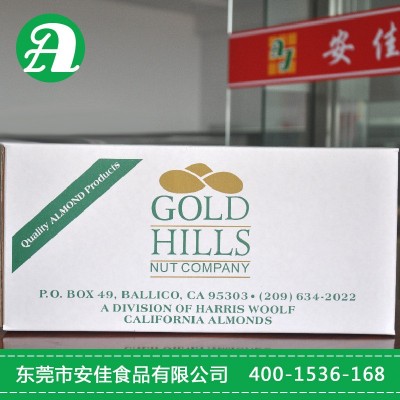 A
AJ 安佳
Quality ALMOND Products
GOLD
HILLS
NUT COMPANY
P.O. BOX 49, BALLICO, CA 95303 • (209) 634-2022
A DIVISION OF HARRIS WOOLF
CALIFORNIA ALMONDS
东莞市安佳食品有限公司 400-1536-168